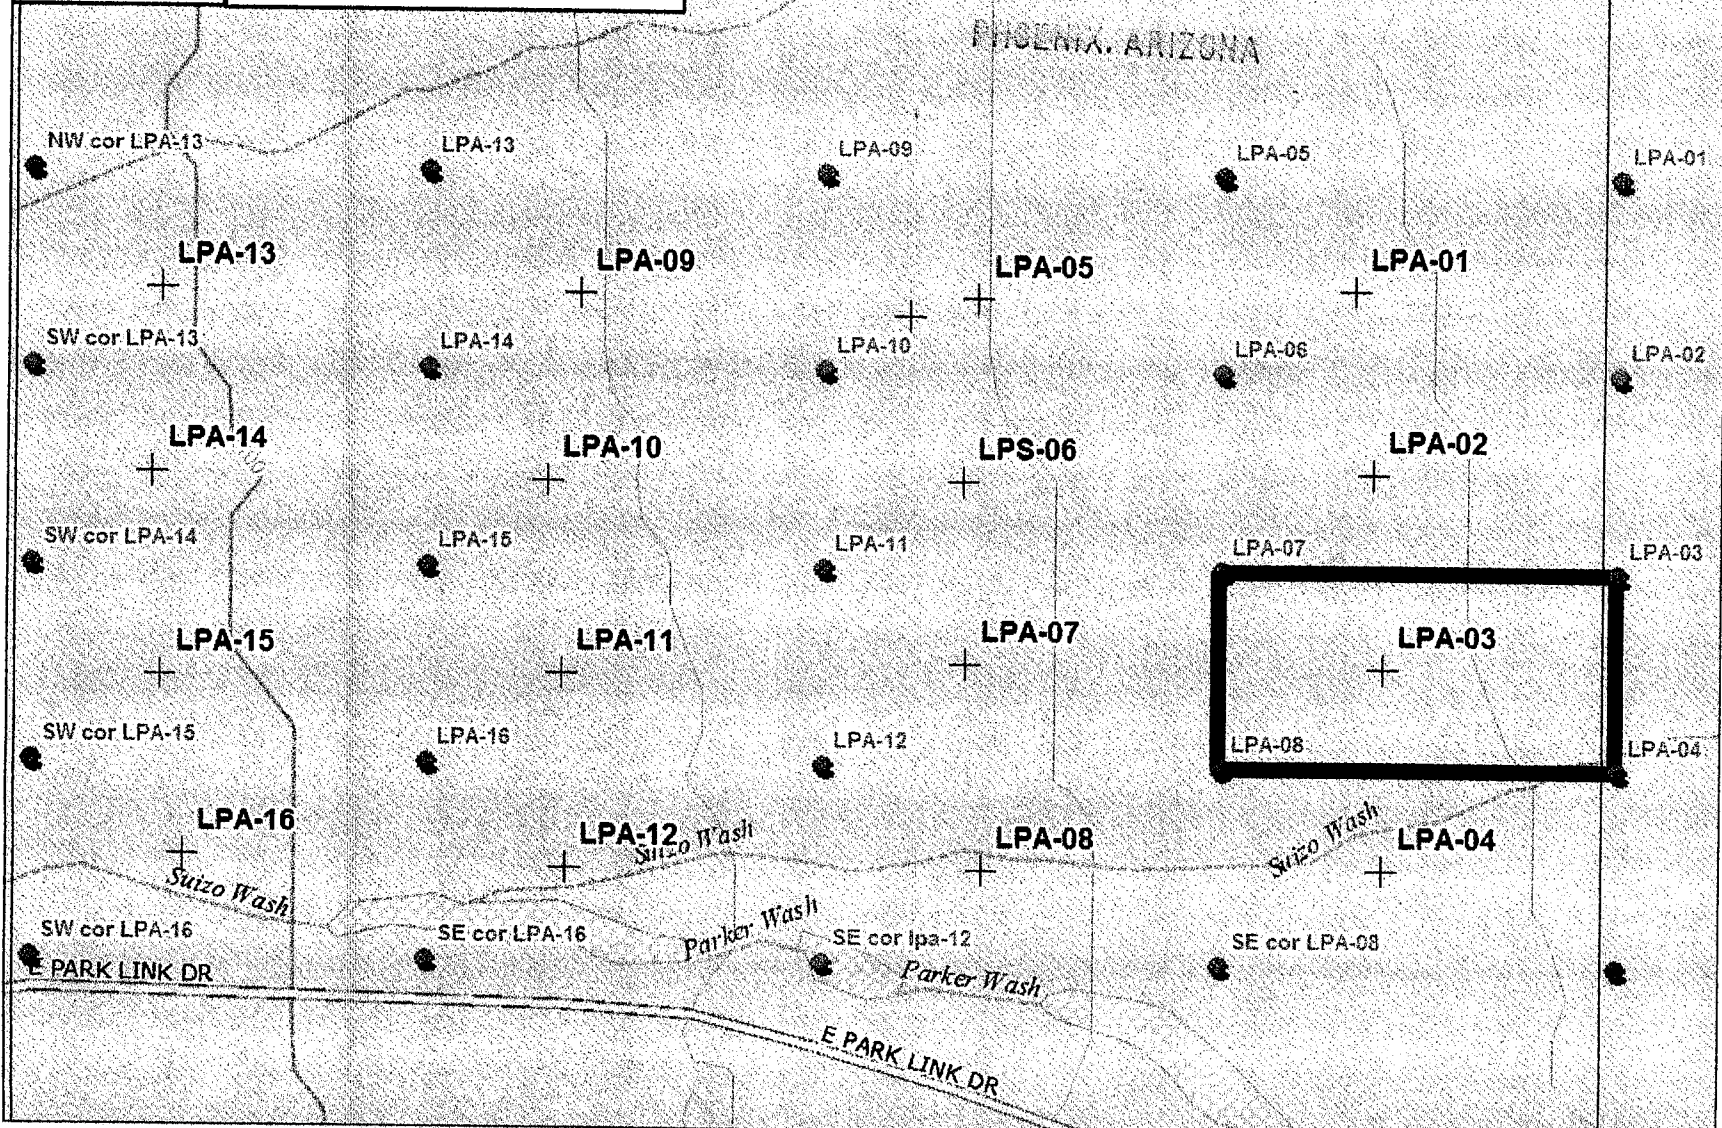 PHOENIX, ARIZONA
NW cor LPA-13
LPA-13
LPA-09
LPA-05
LPA-01
LPA-13
LPA-09
LPA-05
LPA-01
SW cor LPA-13
LPA-14
LPA-10
LPA-06
LPA-02
LPA-14
LPA-10
LPS-06
LPA-02
SW cor LPA-14
LPA-15
LPA-11
LPA-07
LPA-03
LPA-15
LPA-11
LPA-07
LPA-03
SW cor LPA-15
LPA-16
LPA-12
LPA-08
LPA-04
LPA-16
LPA-12
LPA-08
LPA-04
Suizo Wash
Suizo Wash
Suizo Wash
Parker Wash
SW cor LPA-16
SE cor LPA-16
SE cor lpa-12
SE cor LPA-08
Parker Wash
E PARK LINK DR
E PARK LINK DR